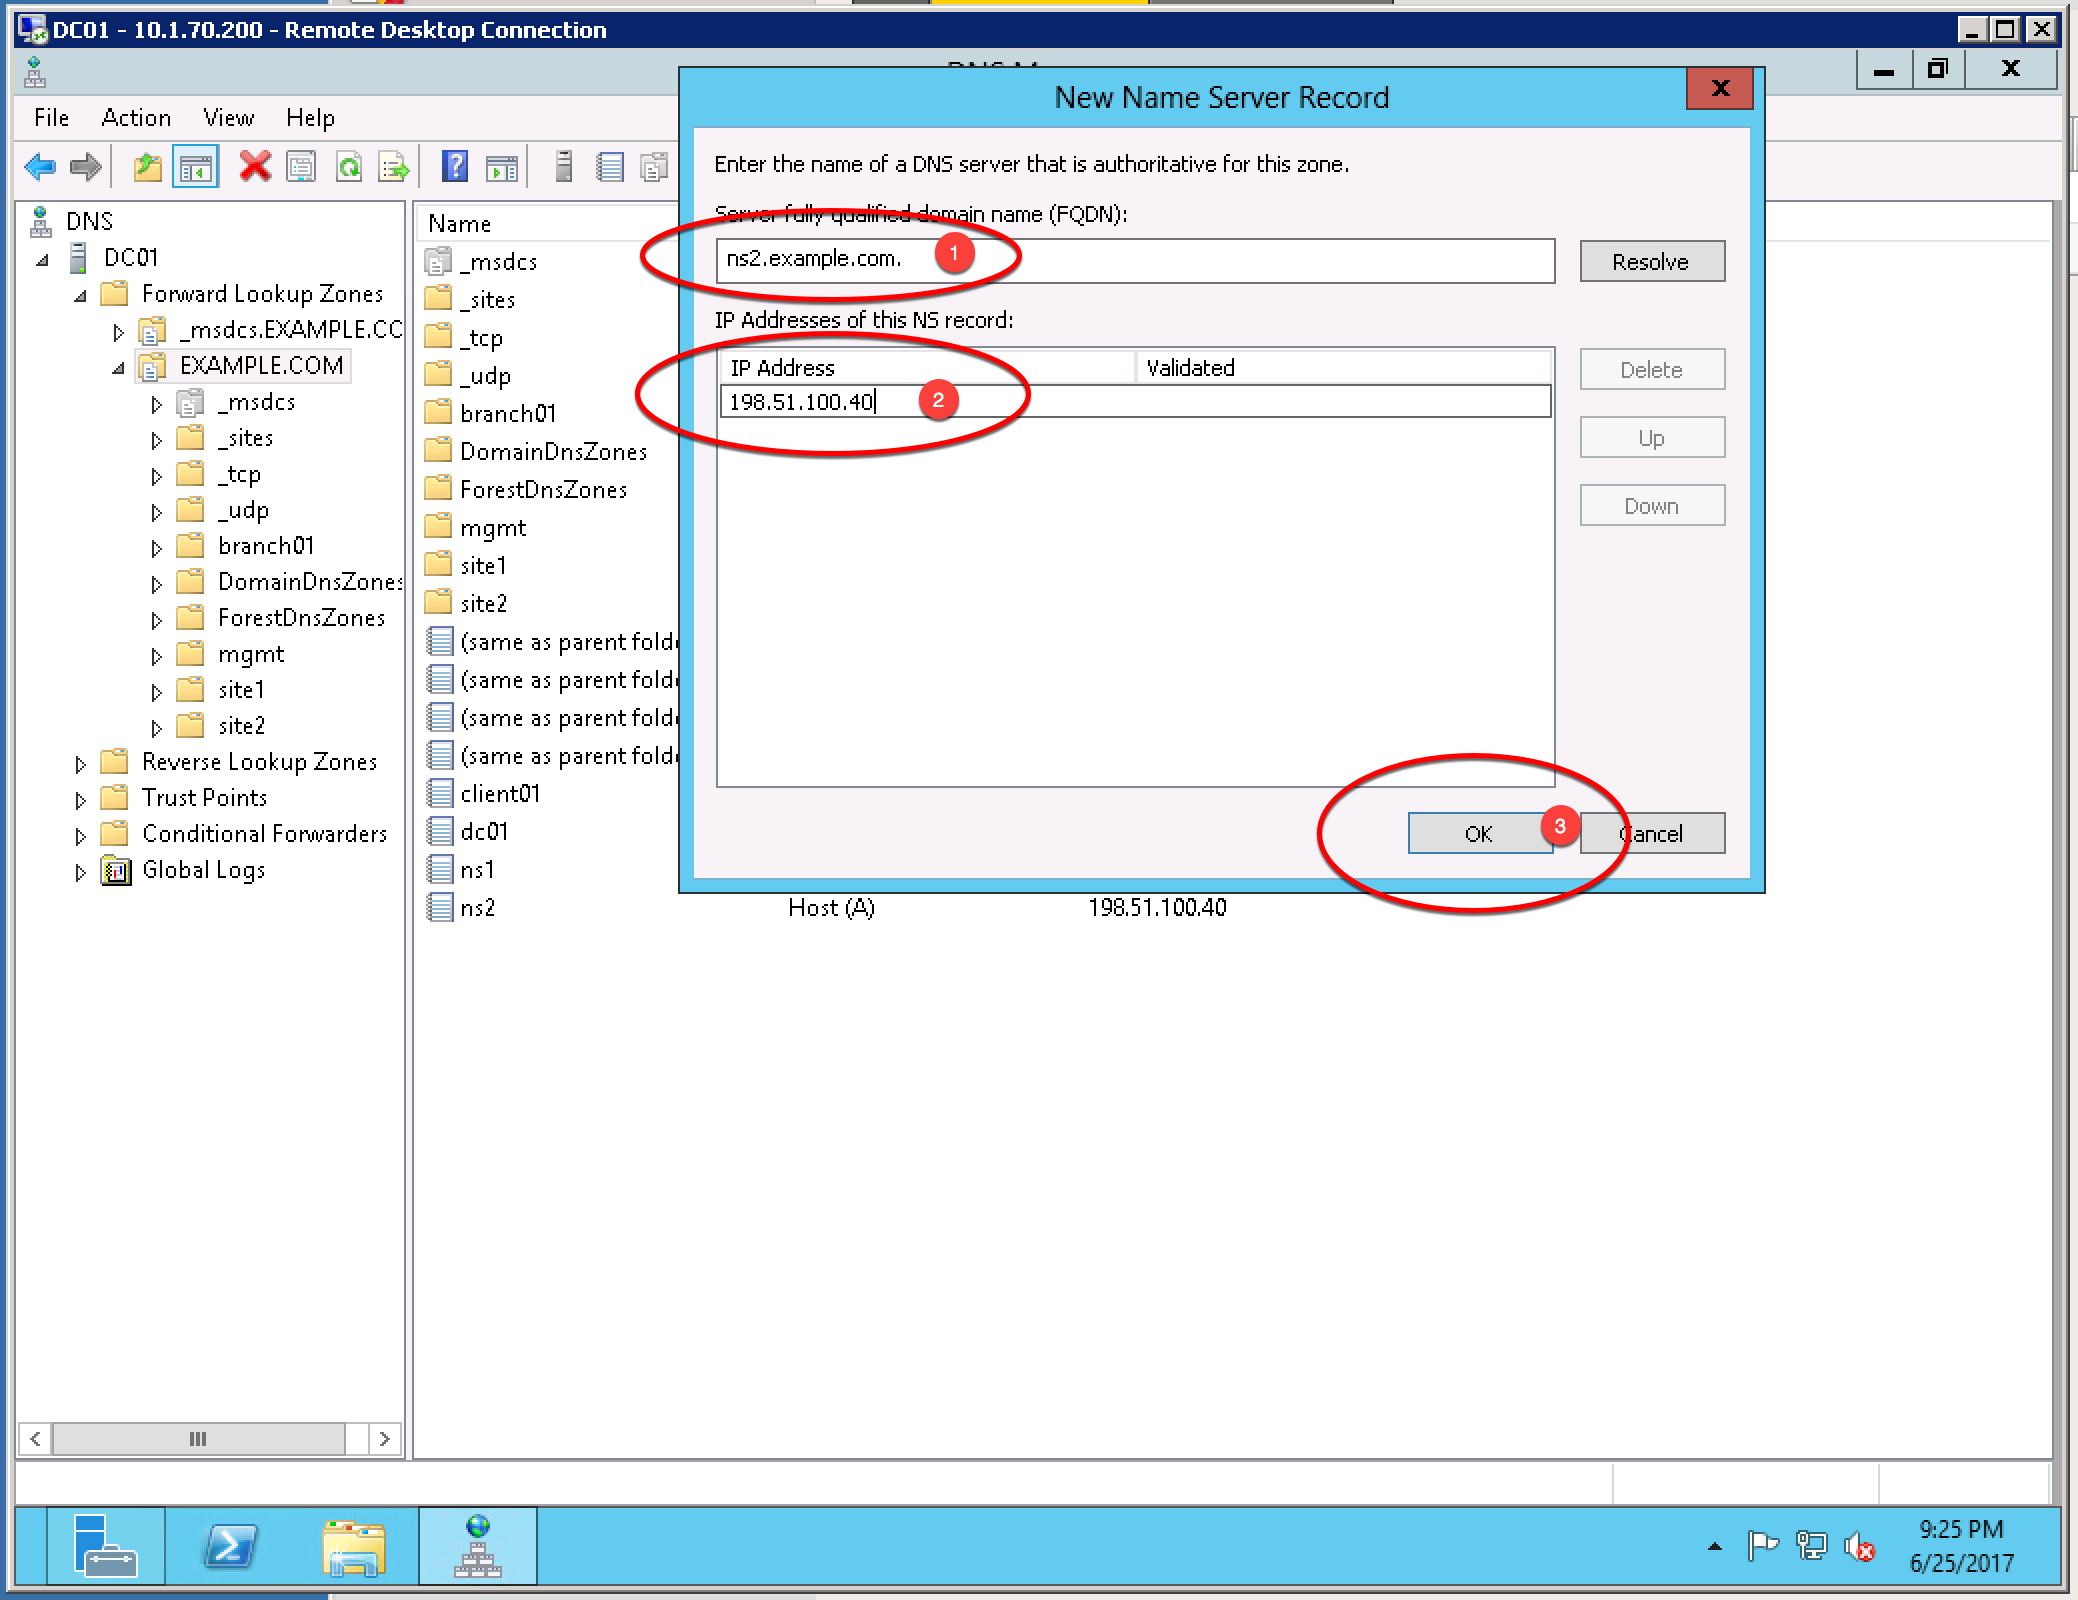 DC01 - 10.1.70.200 - Remote Desktop Connection
File Action View Help
New Name Server Record
Enter the name of a DNS server that is authoritative for this zone.
Server fully qualified domain name (FQDN):
ns2.example.com.
1
Resolve
IP Addresses of this NS record:
IP Address Validated
198.51.100.40
2
Delete
Up
Down
OK
3
Cancel
DNS
DC01
Forward Lookup Zones
_msdcs.EXAMPLE.CC
EXAMPLE.COM
_msdcs
_sites
_tcp
_udp
branch01
DomainDnsZones
ForestDnsZones
mgmt
site1
site2
Reverse Lookup Zones
Trust Points
Conditional Forwarders
Global Logs
Name
_msdcs
_sites
_tcp
_udp
branch01
DomainDnsZones
ForestDnsZones
mgmt
site1
site2
(same as parent folde
(same as parent folde
(same as parent folde
(same as parent folde
client01
dc01
ns1
ns2 Host (A) 198.51.100.40
9:25 PM
6/25/2017